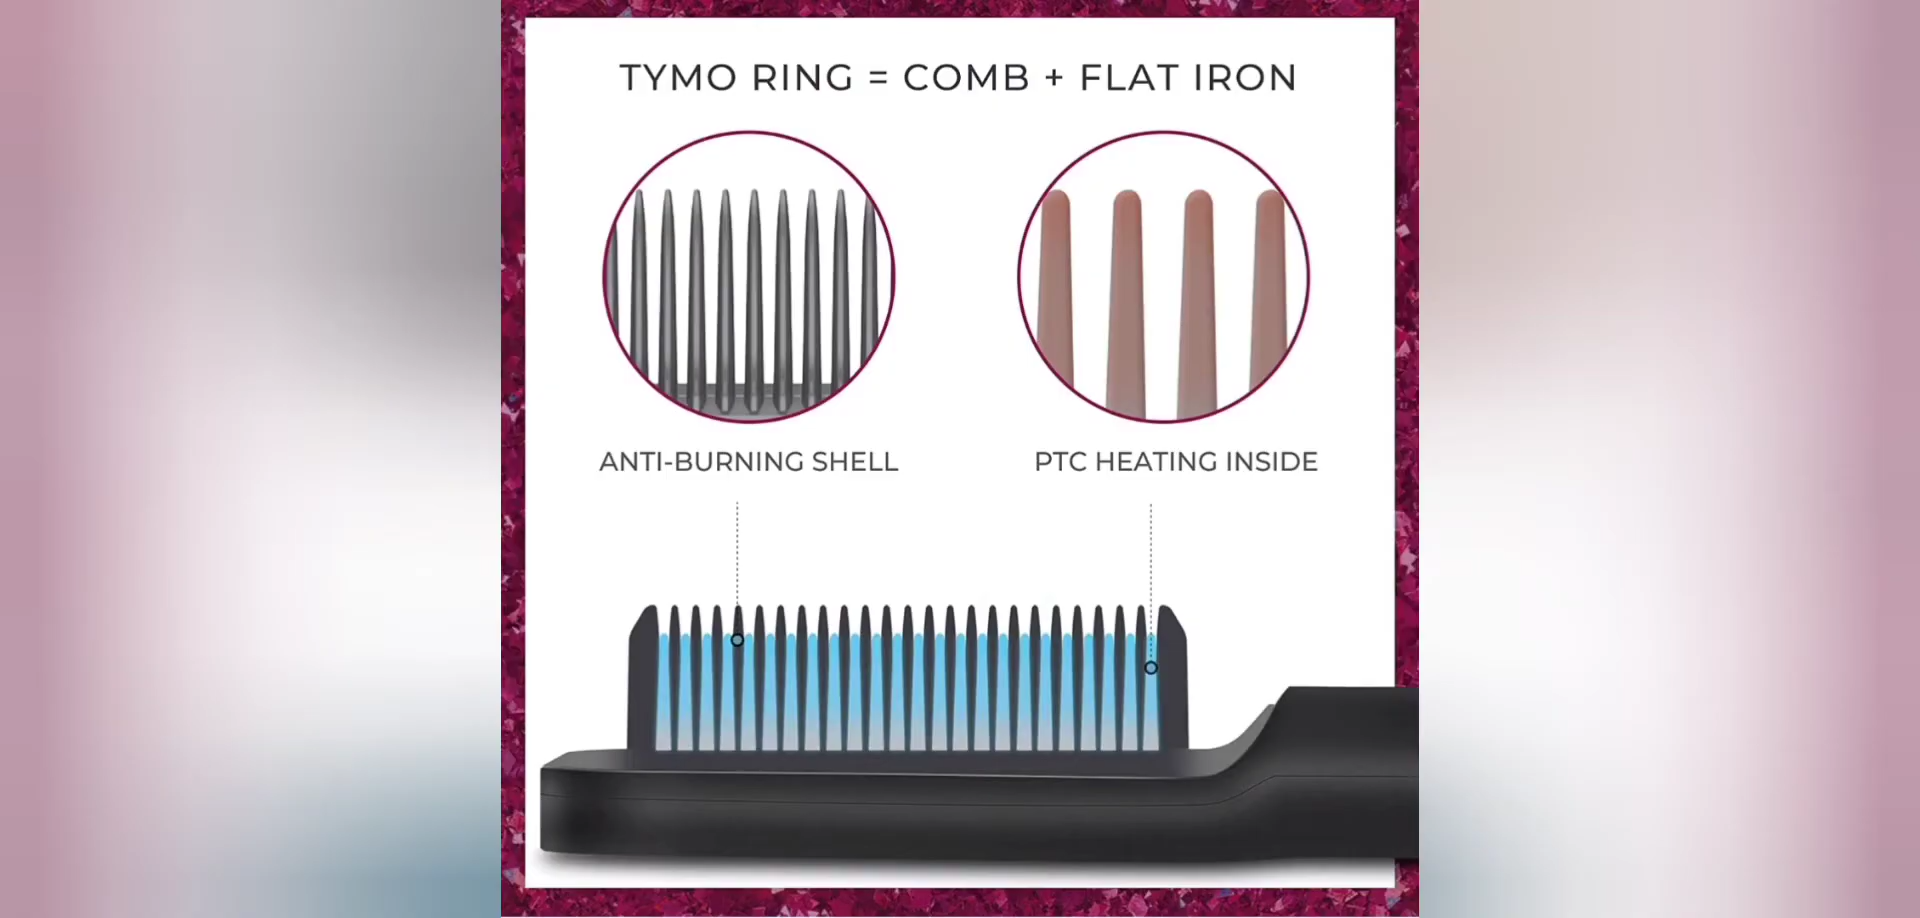 TYMO RING = COMB + FLAT IRON
ANTI-BURNING SHELL
PTC HEATING INSIDE